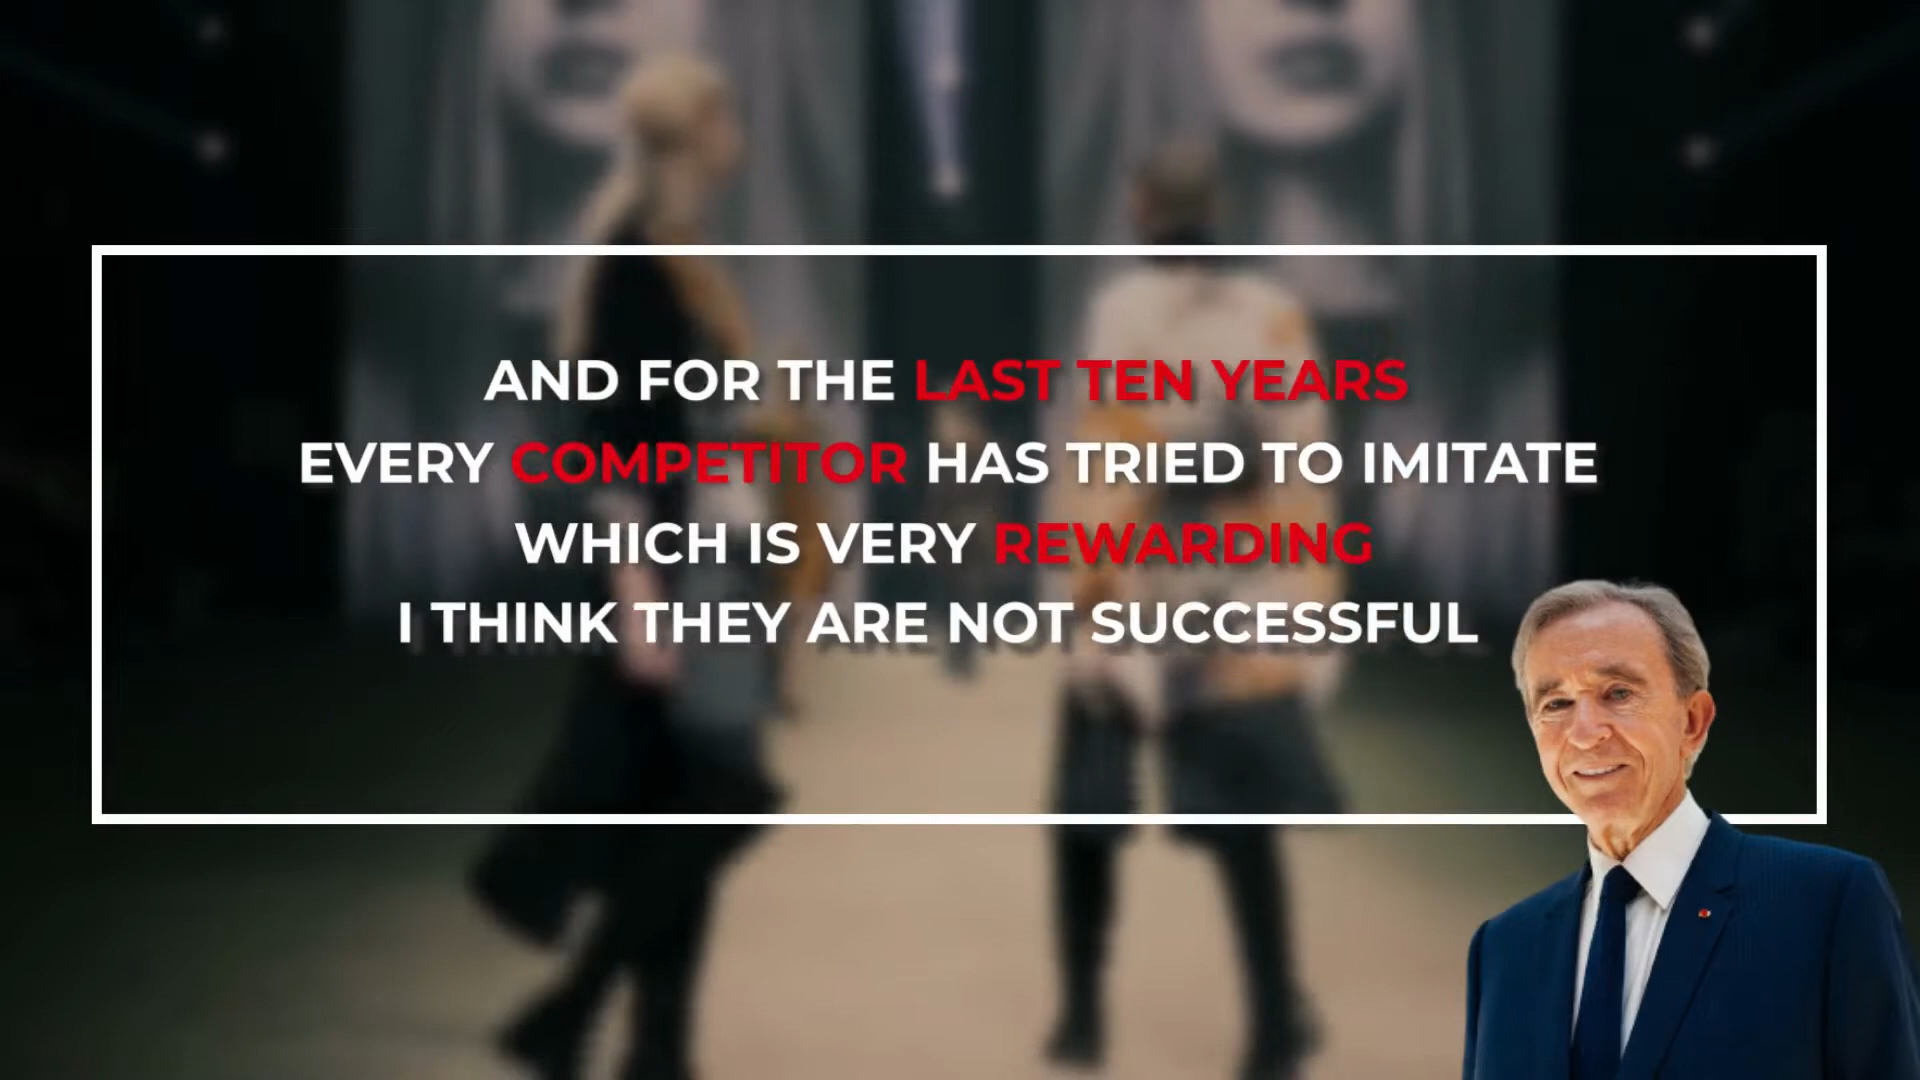 AND FOR THE LAST TEN YEARS
EVERY COMPETITOR HAS TRIED TO IMITATE
WHICH IS VERY REWARDING
I THINK THEY ARE NOT SUCCESSFUL